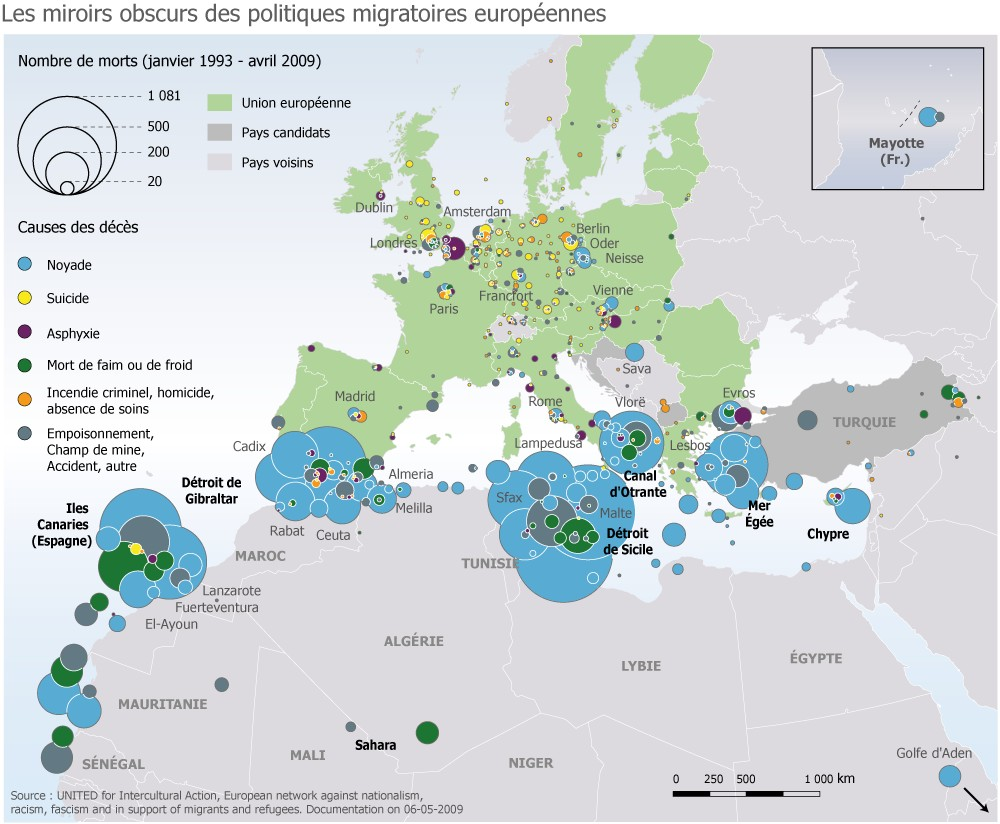 Les miroirs obscurs des politiques migratoires européennes
Nombre de morts (janvier 1993 - avril 2009)
1 081
500
200
20
Union européenne
Pays candidats
Pays voisins
Mayotte
(Fr.)
Causes des décès
Noyade
Suicide
Asphyxie
Mort de faim ou de froid
Incendie criminel, homicide,
absence de soins
Empoisonnement,
Champ de mine,
Accident, autre
Dublin
Amsterdam
Londres
Berlin
Oder
Neisse
Paris
Francfort
Vienne
Sava
Madrid
Rome
Vlorë
Evros
TURQUIE
Cadix
Lampedusa
Lesbos
Détroit de
Gibraltar
Almeria
Melilla
Canal
d'Otrante
Sfax
Malte
Mer
Égée
Chypre
Iles
Canaries
(Espagne)
Rabat
Ceuta
Détroit
de Sicile
MAROC
TUNISIE
Lanzarote
Fuerteventura
El-Ayoun
ALGÉRIE
LYBIE
ÉGYPTE
MAURITANIE
Sahara
MALI
NIGER
SÉNÉGAL
Golfe d'Aden
0 250 500 1 000 km
Source : UNITED for Intercultural Action, European network against nationalism,
racism, fascism and in support of migrants and refugees. Documentation on 06-05-2009